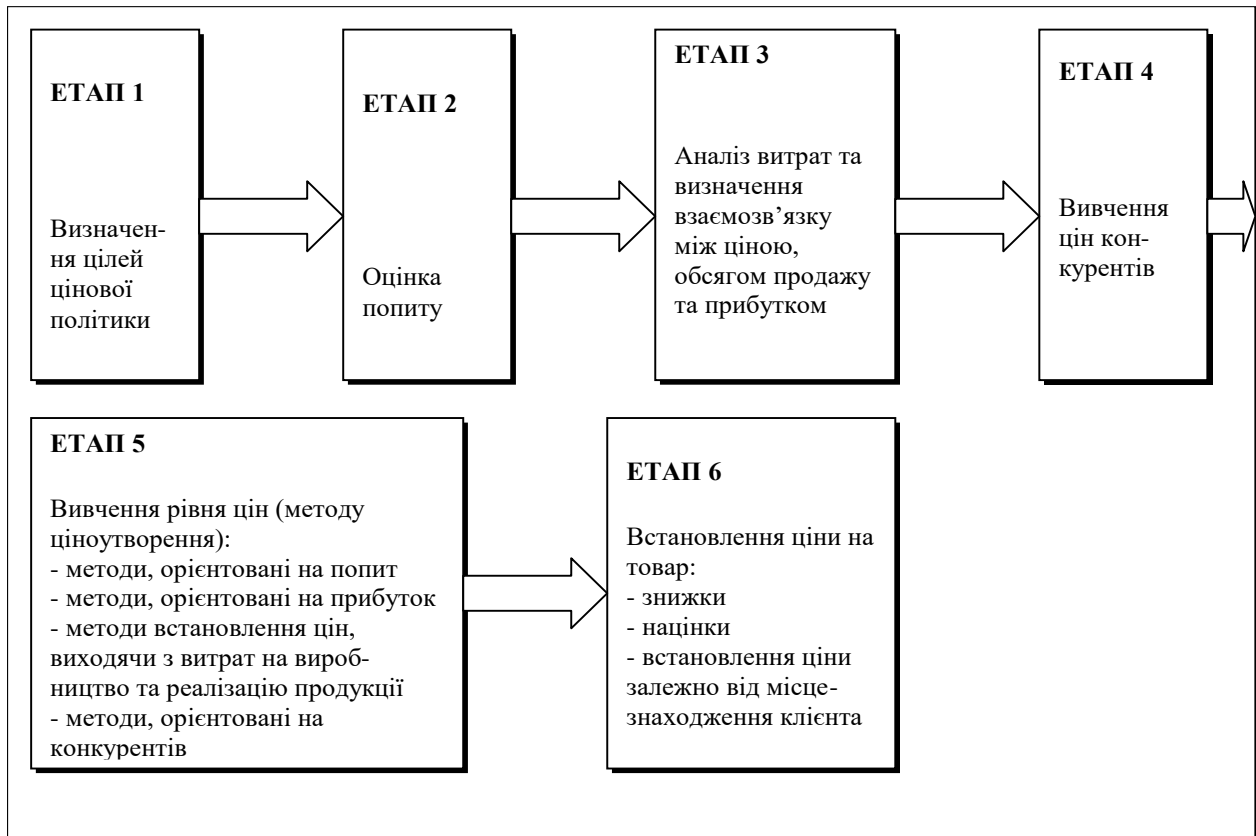 ЕТАП 1
Визначен-
ня цілей
цінової
політики
ЕТАП 2
Оцінка
попиту
ЕТАП 3
Аналіз витрат та
визначення
взаємозв’язку
між ціною,
обсягом продажу
та прибутком
ЕТАП 4
Вивчення
цін кон-
курентів
ЕТАП 5
Вивчення рівня цін (методу
ціноутворення):
- методи, орієнтовані на попит
- методи, орієнтовані на прибуток
- методи встановлення цін,
виходячи з витрат на вироб-
ництво та реалізацію продукції
- методи, орієнтовані на
конкурентів
ЕТАП 6
Встановлення ціни на
товар:
- знижки
- націнки
- встановлення ціни
залежно від місце-
знаходження клієнта